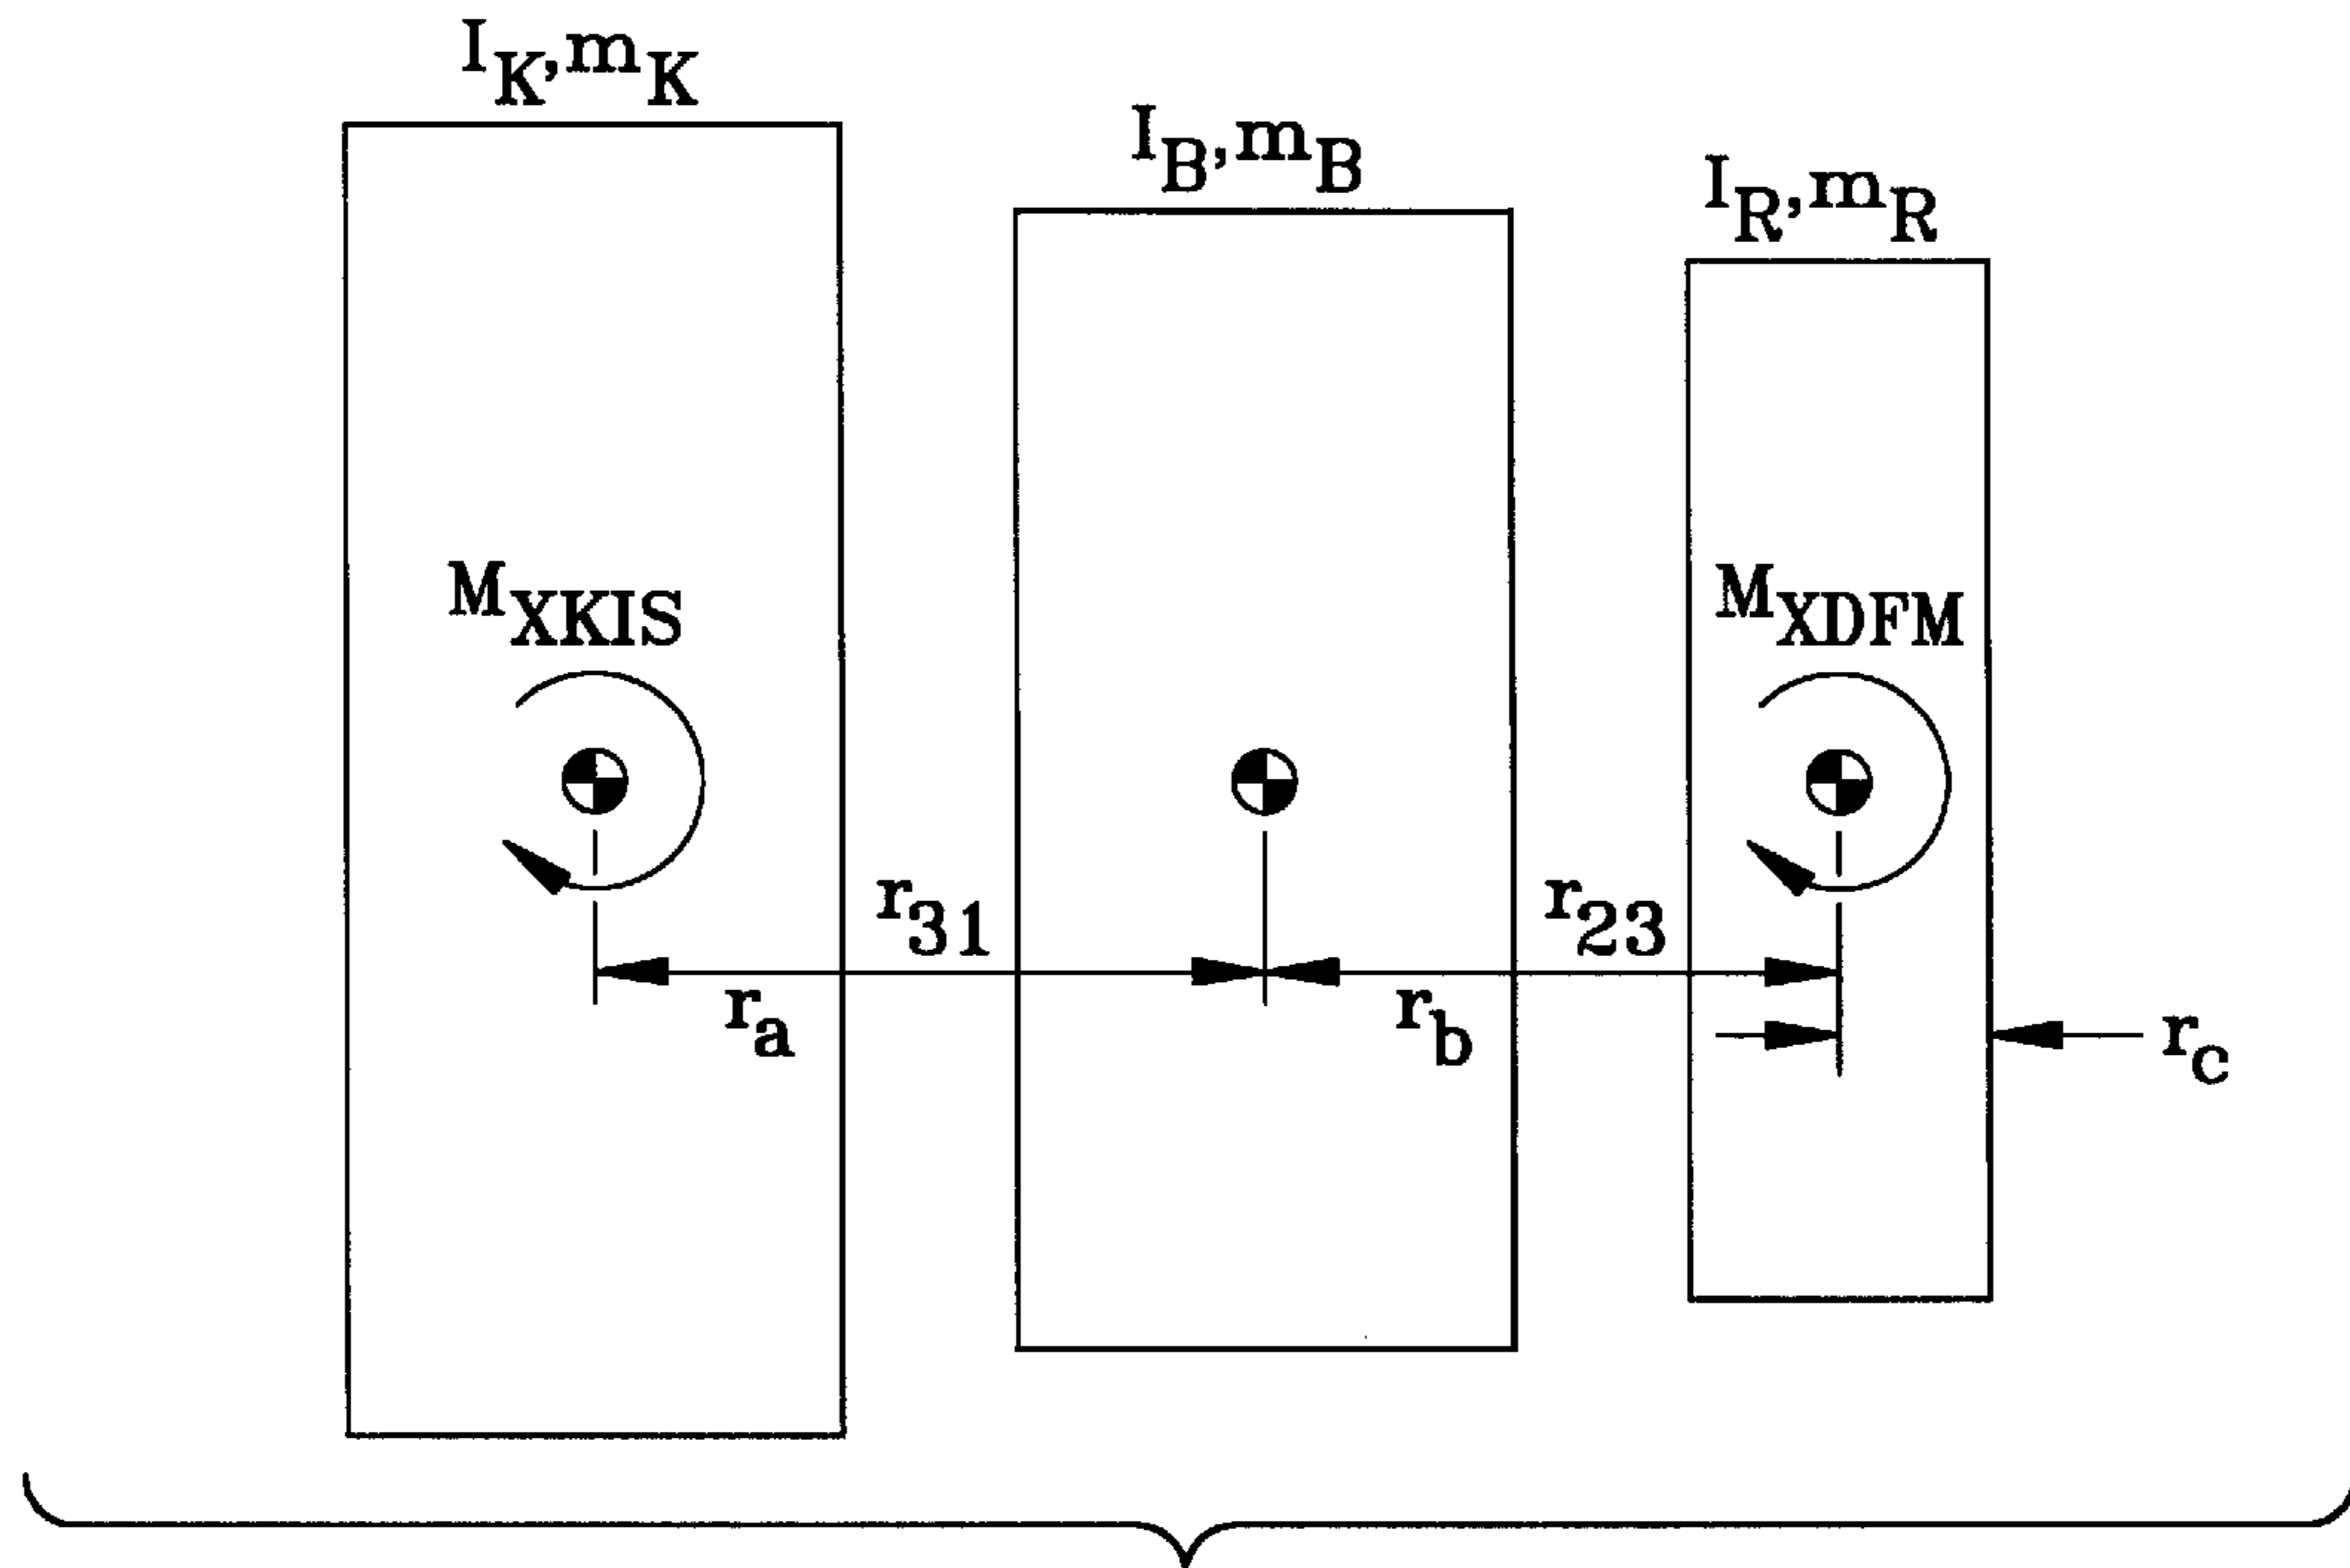 I_K,m_K
I_B,m_B
I_R,m_R
M_XKIS
M_XDFM
r_31
r_23
r_a
r_b
r_c